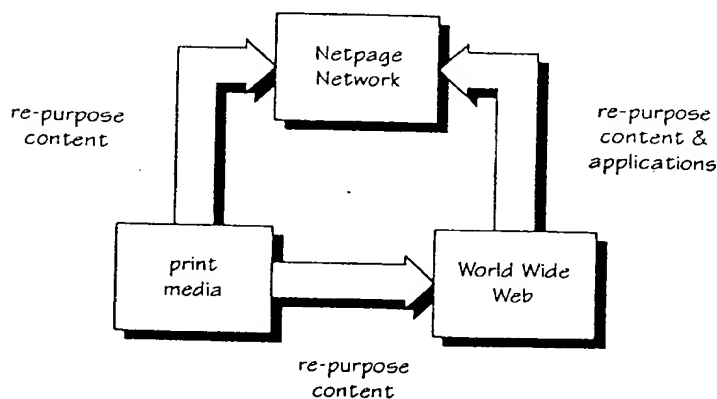 Netpage
Network
re-purpose
content
re-purpose
content &
applications
print
media
World Wide
Web
re-purpose
content